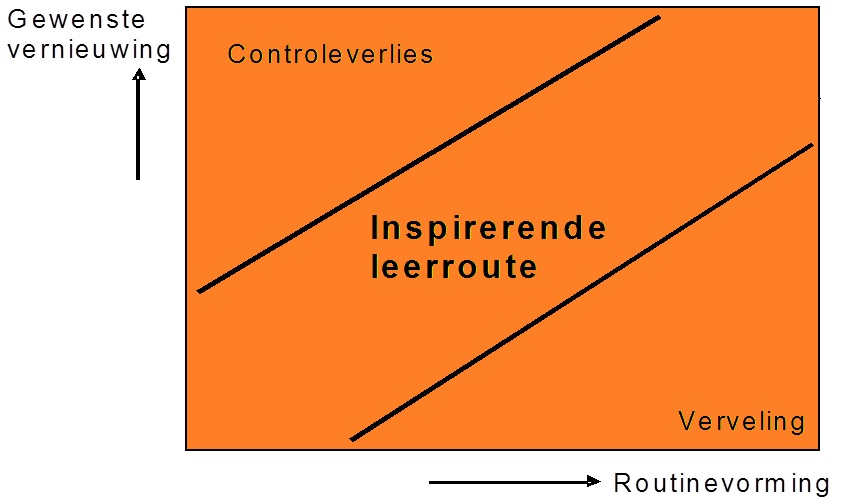 Gewenste
vernieuwing
Controleverlies
Inspirerende
leerroute
Verveling
Routinevorming